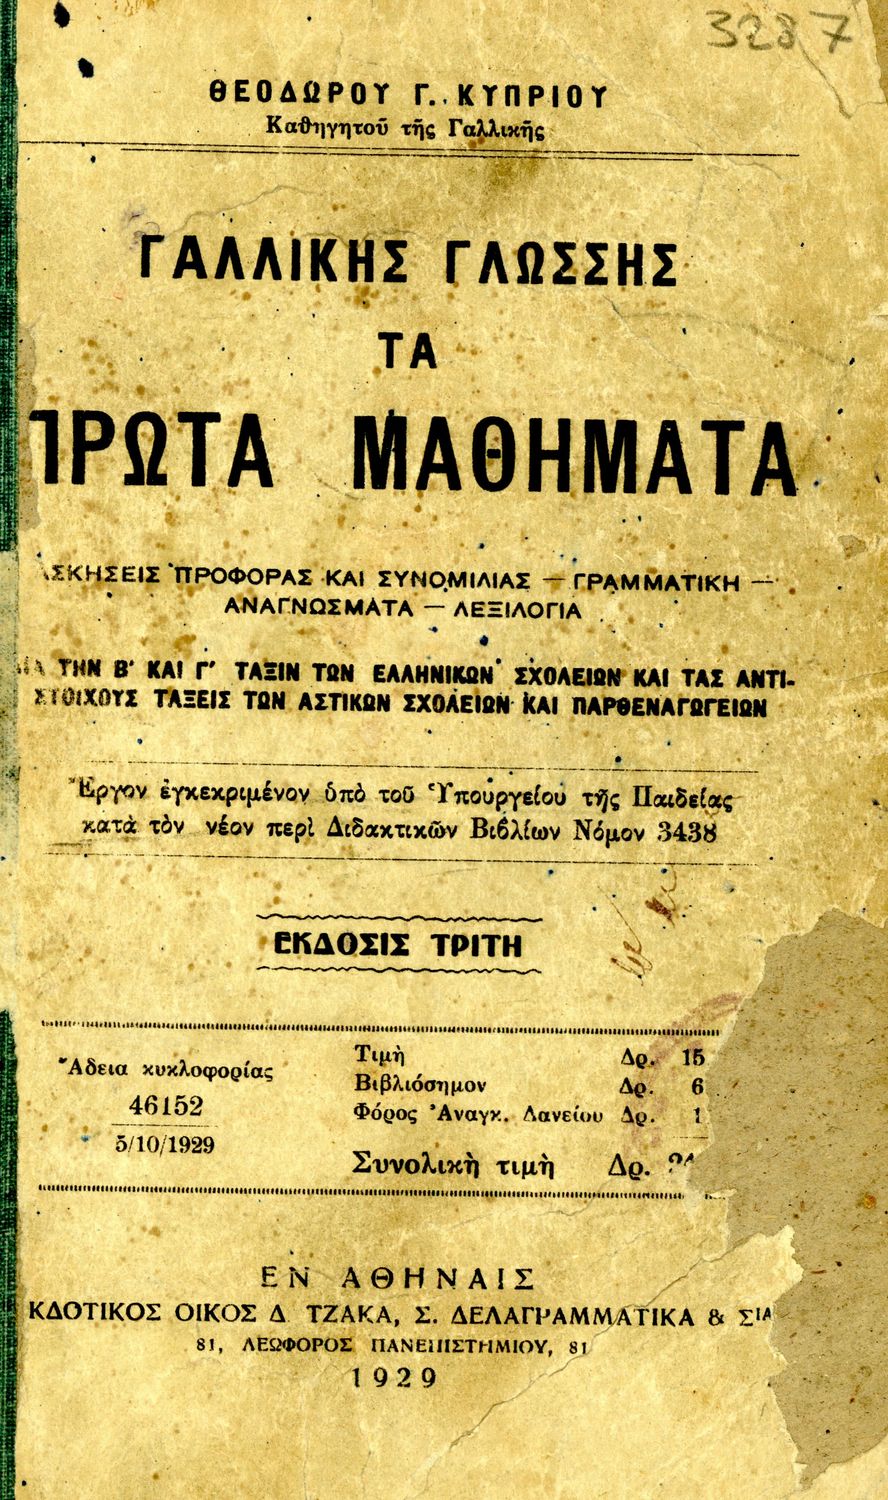 3287
ΘΕΟΔΩΡΟΥ Γ. ΚΥΠΡΙΟΥ
Καθηγητοῦ τῆς Γαλλικῆς
ΓΑΛΛΙΚΗΣ ΓΛΩΣΣΗΣ
ΤΑ
ΠΡΩΤΑ ΜΑΘΗΜΑΤΑ
ΑΣΚΗΣΕΙΣ ΠΡΟΦΟΡΑΣ ΚΑΙ ΣΥΝΟΜΙΛΙΑΣ — ΓΡΑΜΜΑΤΙΚΗ —
ΑΝΑΓΝΩΣΜΑΤΑ — ΛΕΞΙΛΟΓΙΑ
ΤΗΝ Β' ΚΑΙ Γ' ΤΑΞΙΝ ΤΩΝ ΕΛΛΗΝΙΚΩΝ ΣΧΟΛΕΙΩΝ ΚΑΙ ΤΑΣ ΑΝΤΙ-
ΣΤΟΙΧΟΥΣ ΤΑΞΕΙΣ ΤΩΝ ΑΣΤΙΚΩΝ ΣΧΟΛΕΙΩΝ ΚΑΙ ΠΑΡΘΕΝΑΓΩΓΕΙΩΝ
Ἔργον ἐγκεκριμένον ὑπὸ τοῦ Ὑπουργείου τῆς Παιδείας
κατὰ τὸν νέον περὶ Διδακτικῶν Βιβλίων Νόμον 3438
ΕΚΔΟΣΙΣ ΤΡΙΤΗ
Ἄδεια κυκλοφορίας
46152
5/10/1929
Τιμὴ Δρ. 15
Βιβλιόσημον Δρ. 6
Φόρος Ἀναγκ. Δανείου Δρ. 1
Συνολικὴ τιμὴ Δρ.
ΕΝ ΑΘΗΝΑΙΣ
ΚΔΟΤΙΚΟΣ ΟΙΚΟΣ Δ. ΤΖΑΚΑ, Σ. ΔΕΛΑΓΡΑΜΜΑΤΙΚΑ & ΣΙΑ
81, ΛΕΩΦΟΡΟΣ ΠΑΝΕΠΙΣΤΗΜΙΟΥ, 81
1929